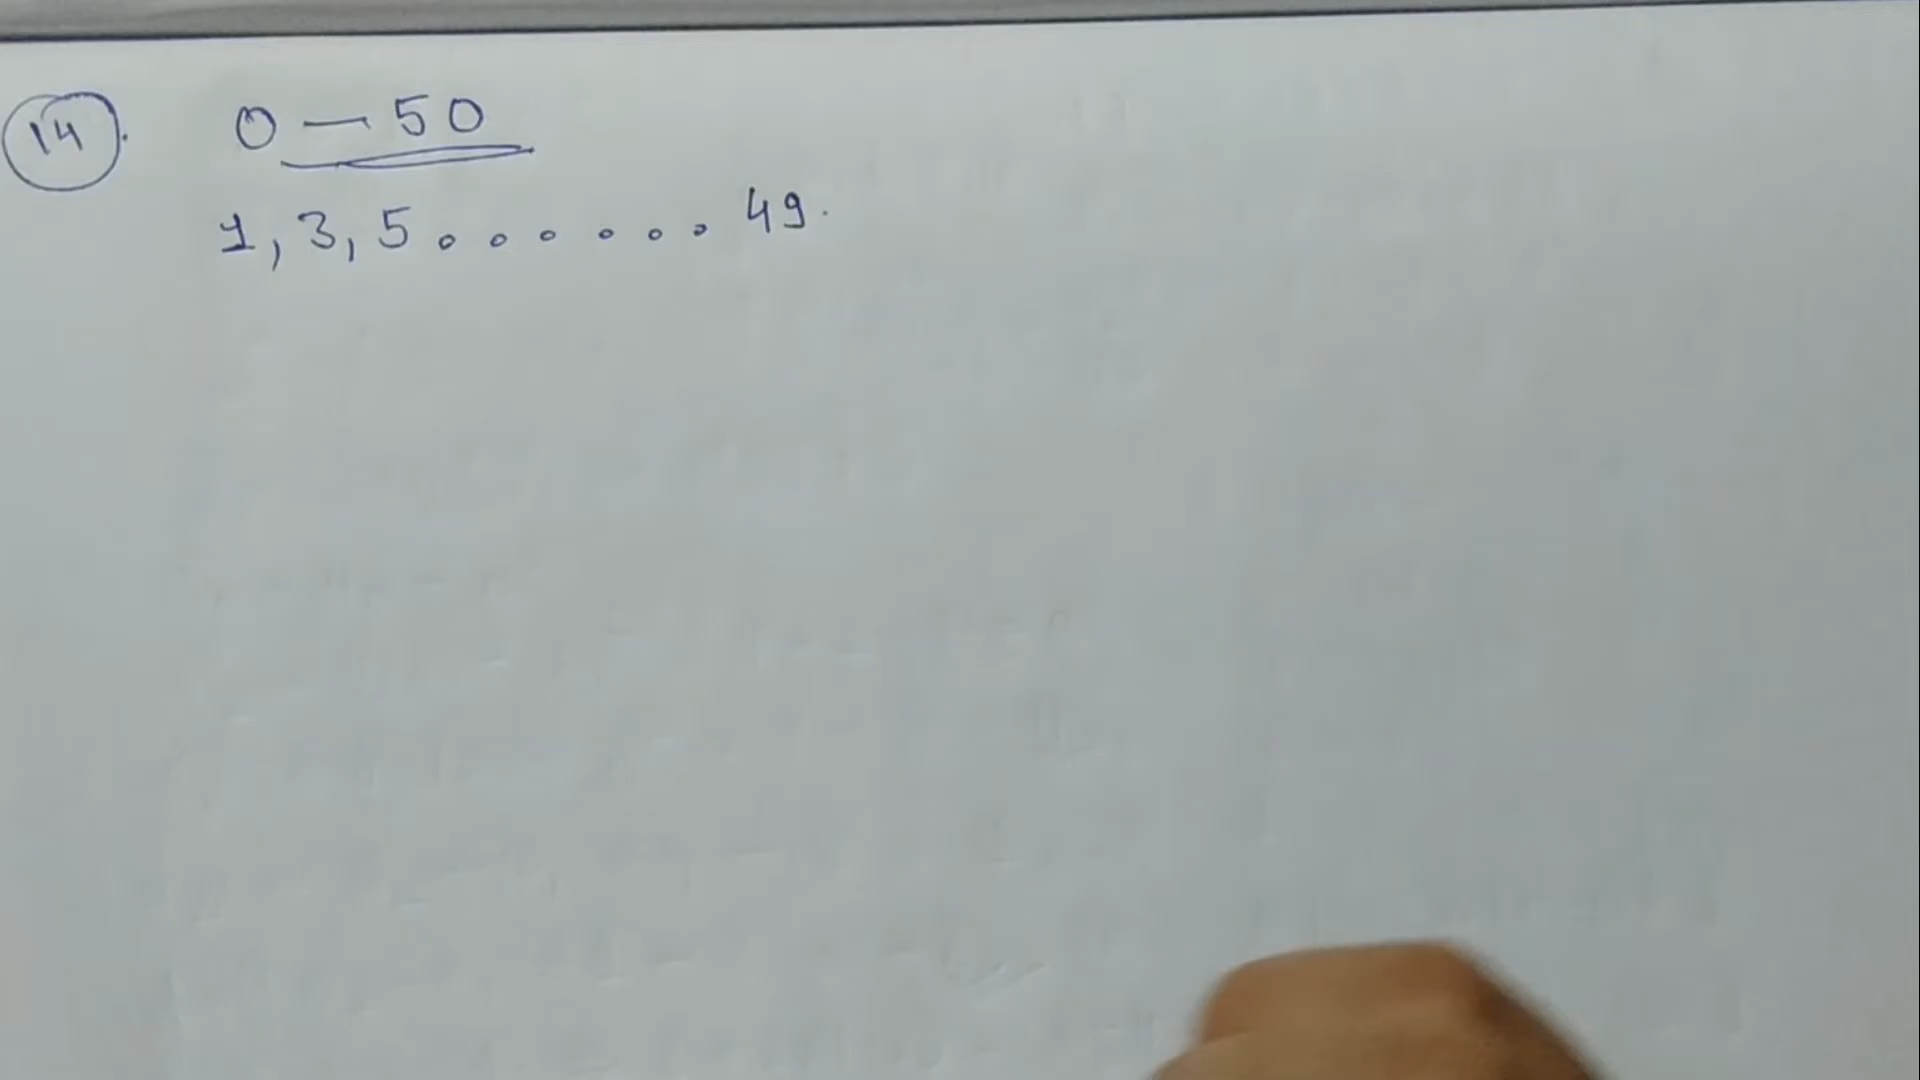 14. 0 — 50
1, 3, 5 . . . . . . 49.